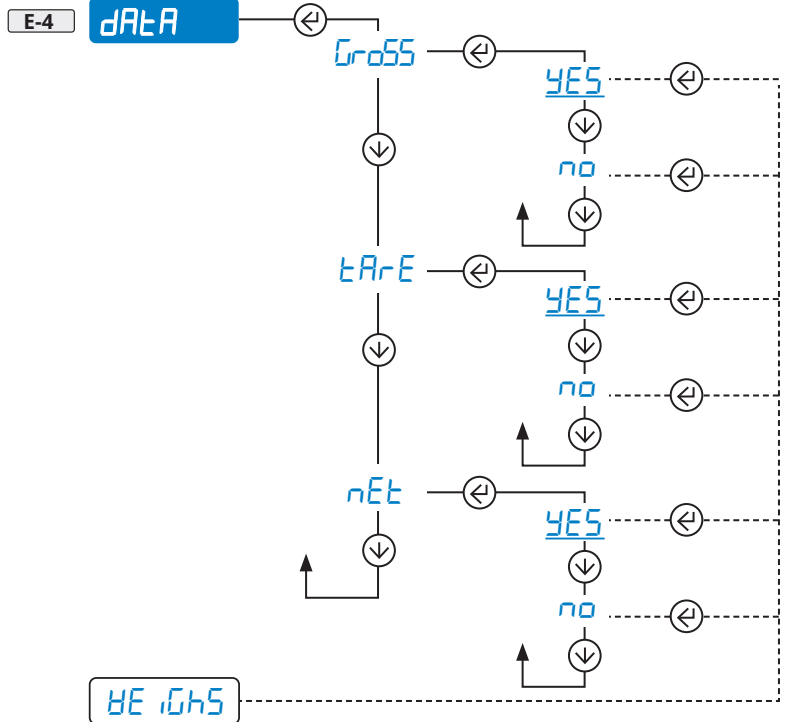 E-4 dAtA
GroSS
YES
no
tArE
YES
no
nEt
YES
no
WEiGhS